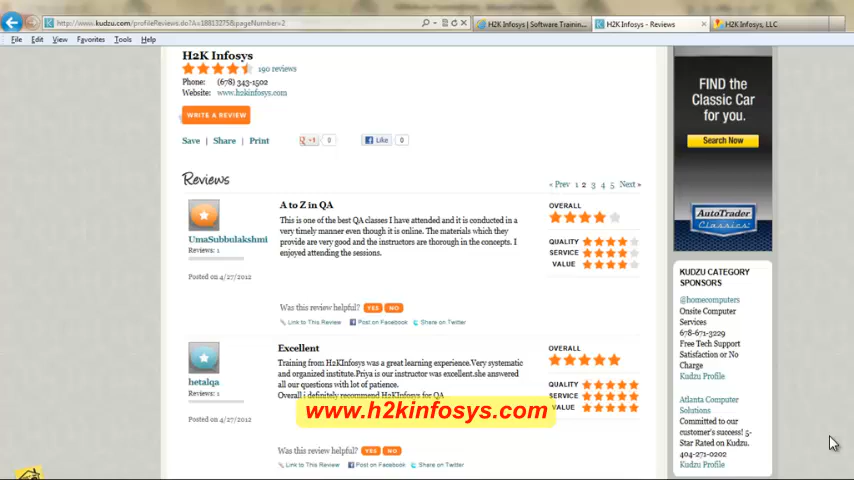 http://www.kudzu.com/profileReviews.do?A=18813275&pageNumber=2
H2K Infosys | Software Trainin...
H2K Infosys - Reviews
H2K Infosys, LLC
File Edit View Favorites Tools Help
H2K Infosys
190 reviews
Phone: (678) 343-1502
Website: www.h2kinfosys.com
WRITE A REVIEW
Save | Share | Print
+1 0
Like 0
Reviews
« Prev 1 2 3 4 5 Next »
A to Z in QA
This is one of the best QA classes I have attended and it is conducted in a
very timely manner even though it is online. The materials which they
provide are very good and the instructors are thorough in the concepts. I
enjoyed attending the sessions.
UmaSubbulakshmi
Reviews: 1
Posted on 4/27/2012
OVERALL
QUALITY
SERVICE
VALUE
Was this review helpful? YES NO
Link to This Review Post on Facebook Share on Twitter
Excellent
Training from H2KInfosys was a great learning experience.Very systematic
and organized institute.Priya is our instructor was excellent.she answered
all our questions with lot of patience.
Overall i definitely recommend H2KInfosys for QA
hetalqa
Reviews: 1
Posted on 4/27/2012
OVERALL
QUALITY
SERVICE
VALUE
www.h2kinfosys.com
Was this review helpful? YES NO
Link to This Review Post on Facebook Share on Twitter
FIND the
Classic Car
for you.
Search Now
AutoTrader
Classics
KUDZU CATEGORY
SPONSORS
@homecomputers
Onsite Computer
Services
678-671-3229
Free Tech Support
Satisfaction or No
Charge
Kudzu Profile
Atlanta Computer
Solutions
Committed to our
customer's success! 5-
Star Rated on Kudzu.
404-271-0202
Kudzu Profile